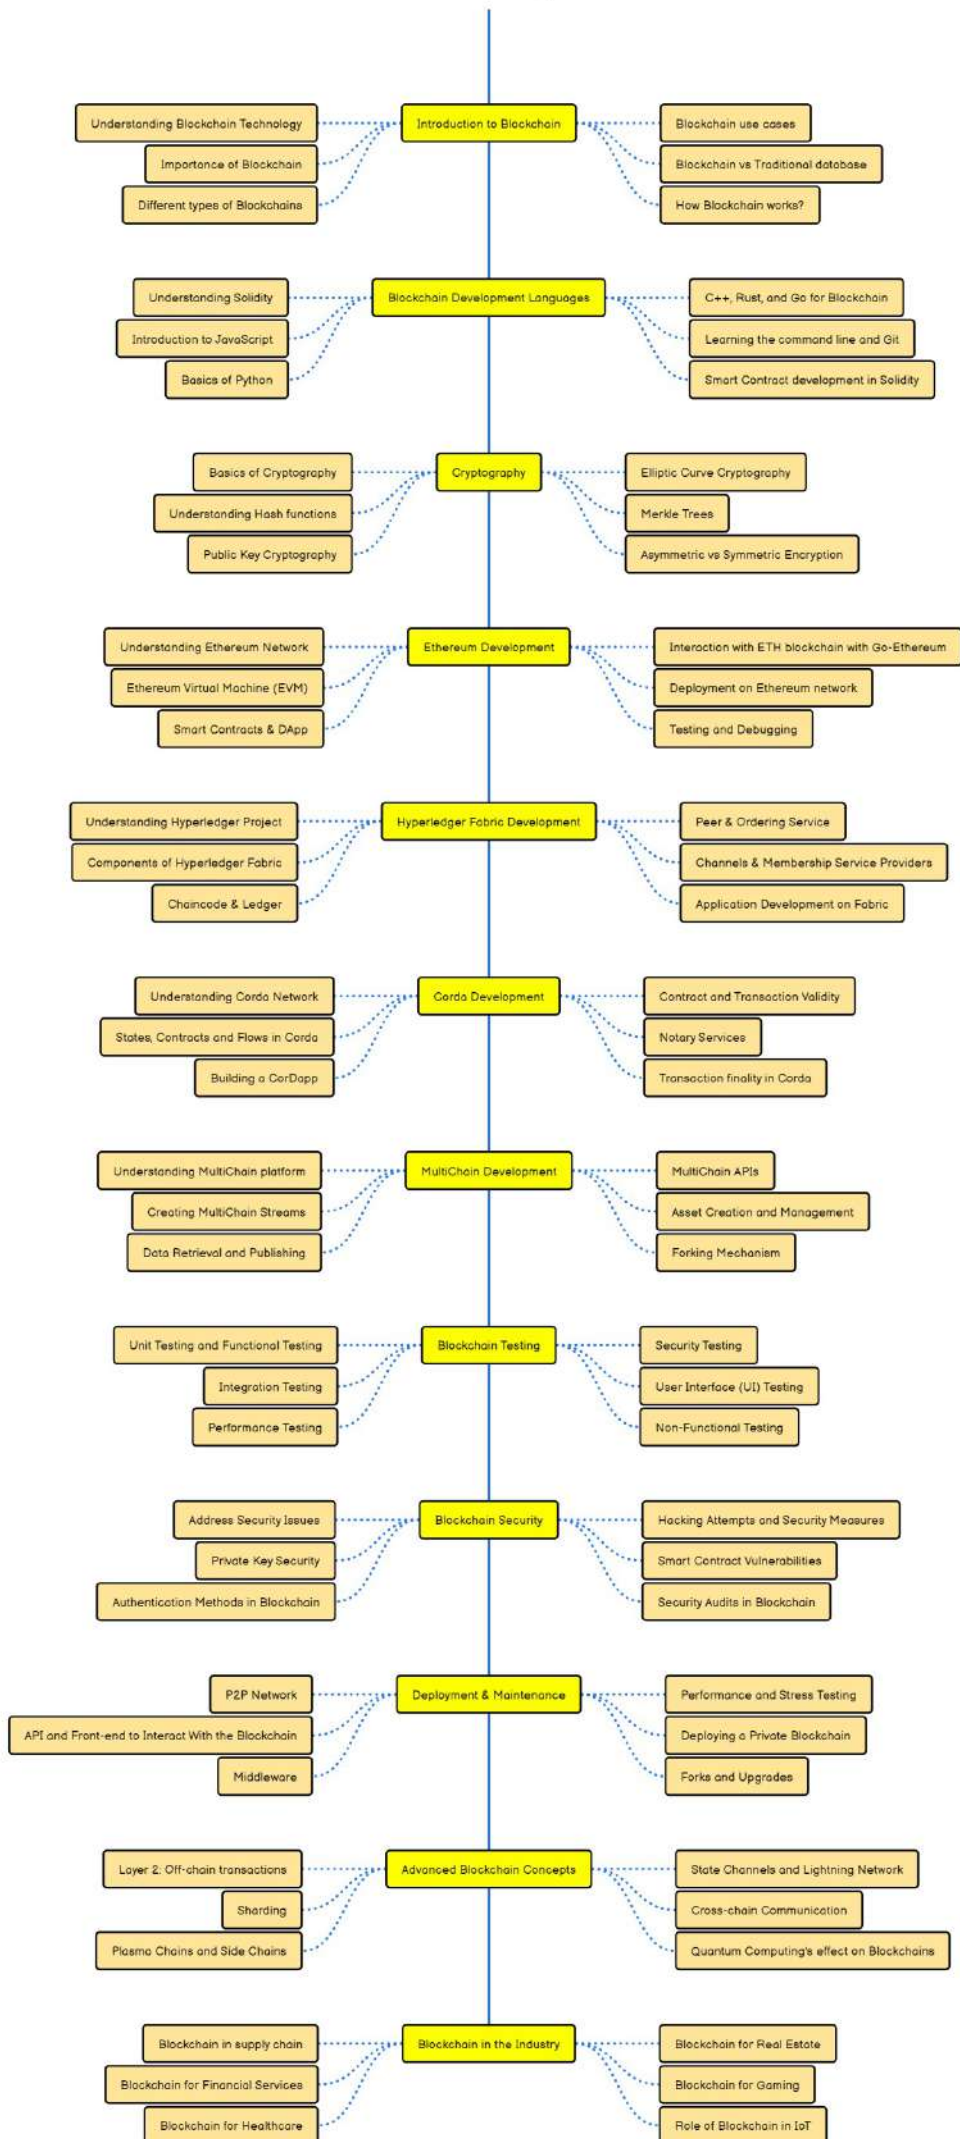 Introduction to Blockchain
Understanding Blockchain Technology
Importance of Blockchain
Different types of Blockchains
Blockchain use cases
Blockchain vs Traditional database
How Blockchain works?
Blockchain Development Languages
Understanding Solidity
Introduction to JavaScript
Basics of Python
C++, Rust, and Go for Blockchain
Learning the command line and Git
Smart Contract development in Solidity
Cryptography
Basics of Cryptography
Understanding Hash functions
Public Key Cryptography
Elliptic Curve Cryptography
Merkle Trees
Asymmetric vs Symmetric Encryption
Ethereum Development
Understanding Ethereum Network
Ethereum Virtual Machine (EVM)
Smart Contracts & DApp
Interaction with ETH blockchain with Go-Ethereum
Deployment on Ethereum network
Testing and Debugging
Hyperledger Fabric Development
Understanding Hyperledger Project
Components of Hyperledger Fabric
Chaincode & Ledger
Peer & Ordering Service
Channels & Membership Service Providers
Application Development on Fabric
Corda Development
Understanding Corda Network
States, Contracts and Flows in Corda
Building a CorDapp
Contract and Transaction Validity
Notary Services
Transaction finality in Corda
MultiChain Development
Understanding MultiChain platform
Creating MultiChain Streams
Data Retrieval and Publishing
MultiChain APIs
Asset Creation and Management
Forking Mechanism
Blockchain Testing
Unit Testing and Functional Testing
Integration Testing
Performance Testing
Security Testing
User Interface (UI) Testing
Non-Functional Testing
Blockchain Security
Address Security Issues
Private Key Security
Authentication Methods in Blockchain
Hacking Attempts and Security Measures
Smart Contract Vulnerabilities
Security Audits in Blockchain
Deployment & Maintenance
P2P Network
API and Front-end to Interact With the Blockchain
Middleware
Performance and Stress Testing
Deploying a Private Blockchain
Forks and Upgrades
Advanced Blockchain Concepts
Layer 2: Off-chain transactions
Sharding
Plasma Chains and Side Chains
State Channels and Lightning Network
Cross-chain Communication
Quantum Computing's effect on Blockchains
Blockchain in the Industry
Blockchain in supply chain
Blockchain for Financial Services
Blockchain for Healthcare
Blockchain for Real Estate
Blockchain for Gaming
Role of Blockchain in IoT